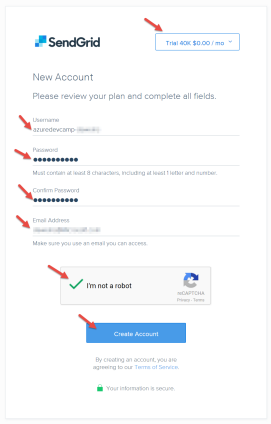 SendGrid
Trial 40K $0.00 / mo
New Account
Please review your plan and complete all fields.
Username
azuredevcamp-
Password
●●●●●●●●●●
Must contain at least 8 characters, including at least 1 letter and number.
Confirm Password
●●●●●●●●●●
Email Address
Make sure you use an email you can access.
I'm not a robot
reCAPTCHA
Privacy - Terms
Create Account
By creating an account, you are
agreeing to our Terms of Service.
Your information is secure.